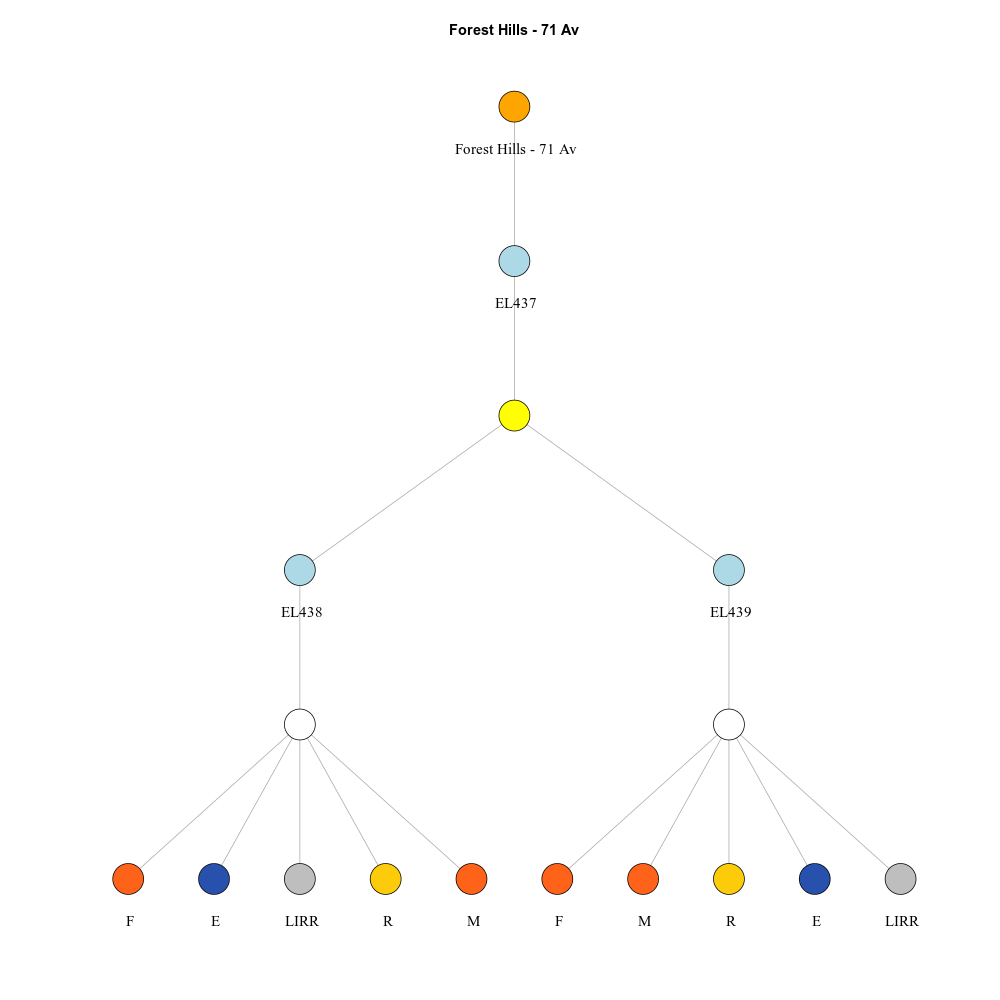 Forest Hills - 71 Av
Forest Hills - 71 Av
EL437
EL438 EL439
F E LIRR R M F M R E LIRR